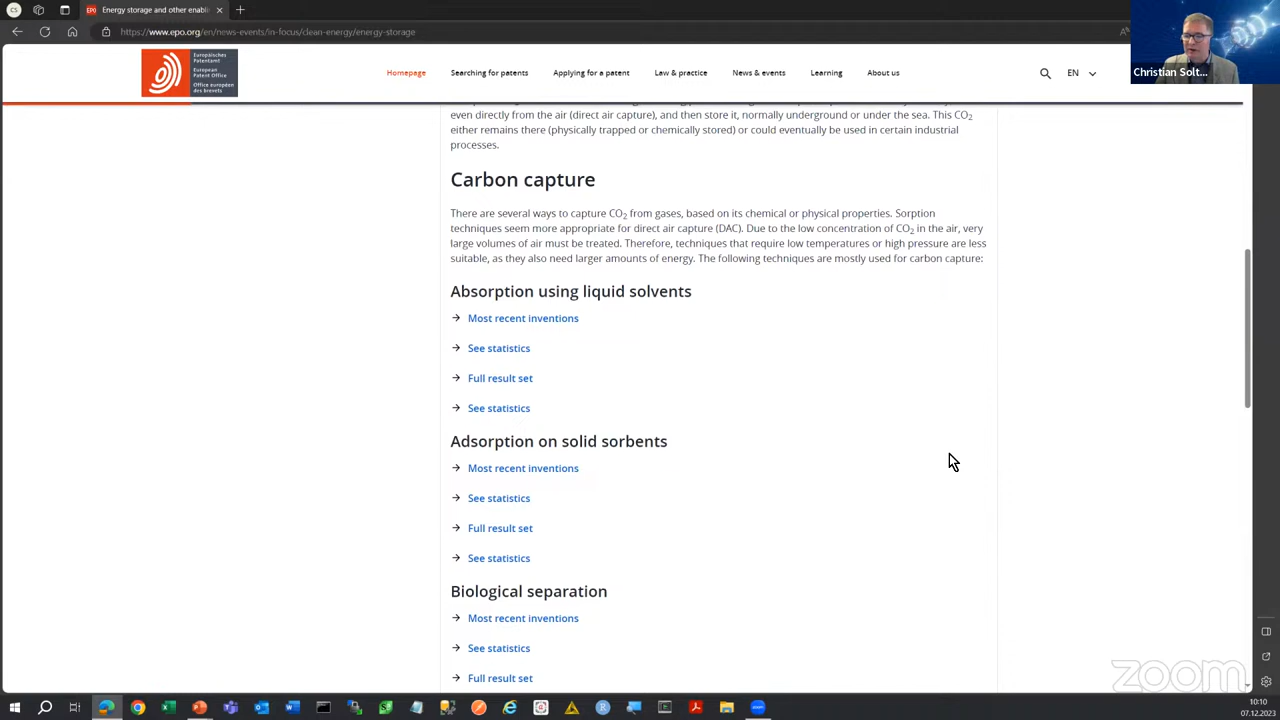 CS
EPO Energy storage and other enablin
https://www.epo.org/en/news-events/in-focus/clean-energy/energy-storage
Christian Solt...
Europäisches
Patentamt
European
Patent Office
Office européen
des brevets
Homepage Searching for patents Applying for a patent Law & practice News & events Learning About us EN
even directly from the air (direct air capture), and then store it, normally underground or under the sea. This CO2
either remains there (physically trapped or chemically stored) or could eventually be used in certain industrial
processes.
Carbon capture
There are several ways to capture CO2 from gases, based on its chemical or physical properties. Sorption
techniques seem more appropriate for direct air capture (DAC). Due to the low concentration of CO2 in the air, very
large volumes of air must be treated. Therefore, techniques that require low temperatures or high pressure are less
suitable, as they also need larger amounts of energy. The following techniques are mostly used for carbon capture:
Absorption using liquid solvents
→ Most recent inventions
→ See statistics
→ Full result set
→ See statistics
Adsorption on solid sorbents
→ Most recent inventions
→ See statistics
→ Full result set
→ See statistics
Biological separation
→ Most recent inventions
→ See statistics
→ Full result set
zoom
10:10
07.12.2023